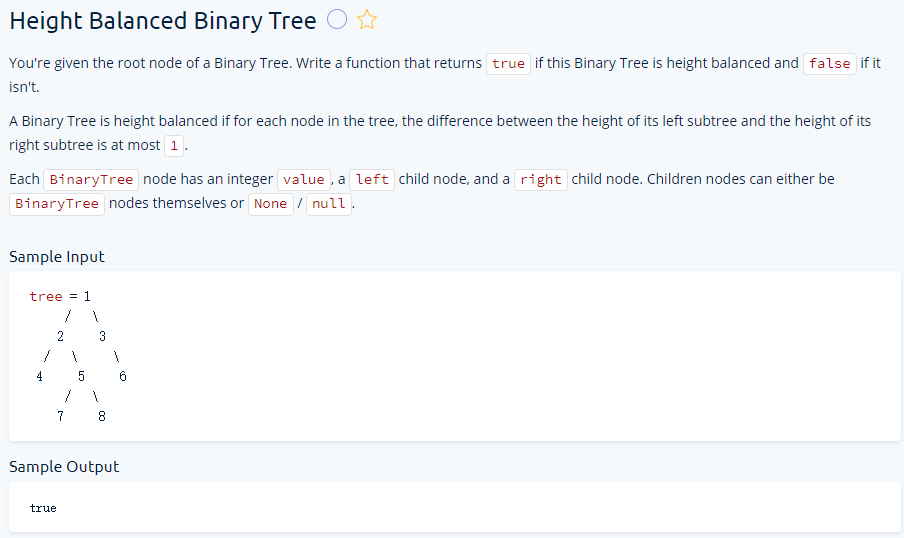 Height Balanced Binary Tree
You're given the root node of a Binary Tree. Write a function that returns true if this Binary Tree is height balanced and false if it
isn't.
A Binary Tree is height balanced if for each node in the tree, the difference between the height of its left subtree and the height of its
right subtree is at most 1.
Each BinaryTree node has an integer value, a left child node, and a right child node. Children nodes can either be
BinaryTree nodes themselves or None / null.
Sample Input
tree = 1
/ \
2 3
/ \ \
4 5 6
/ \
7 8
Sample Output
true